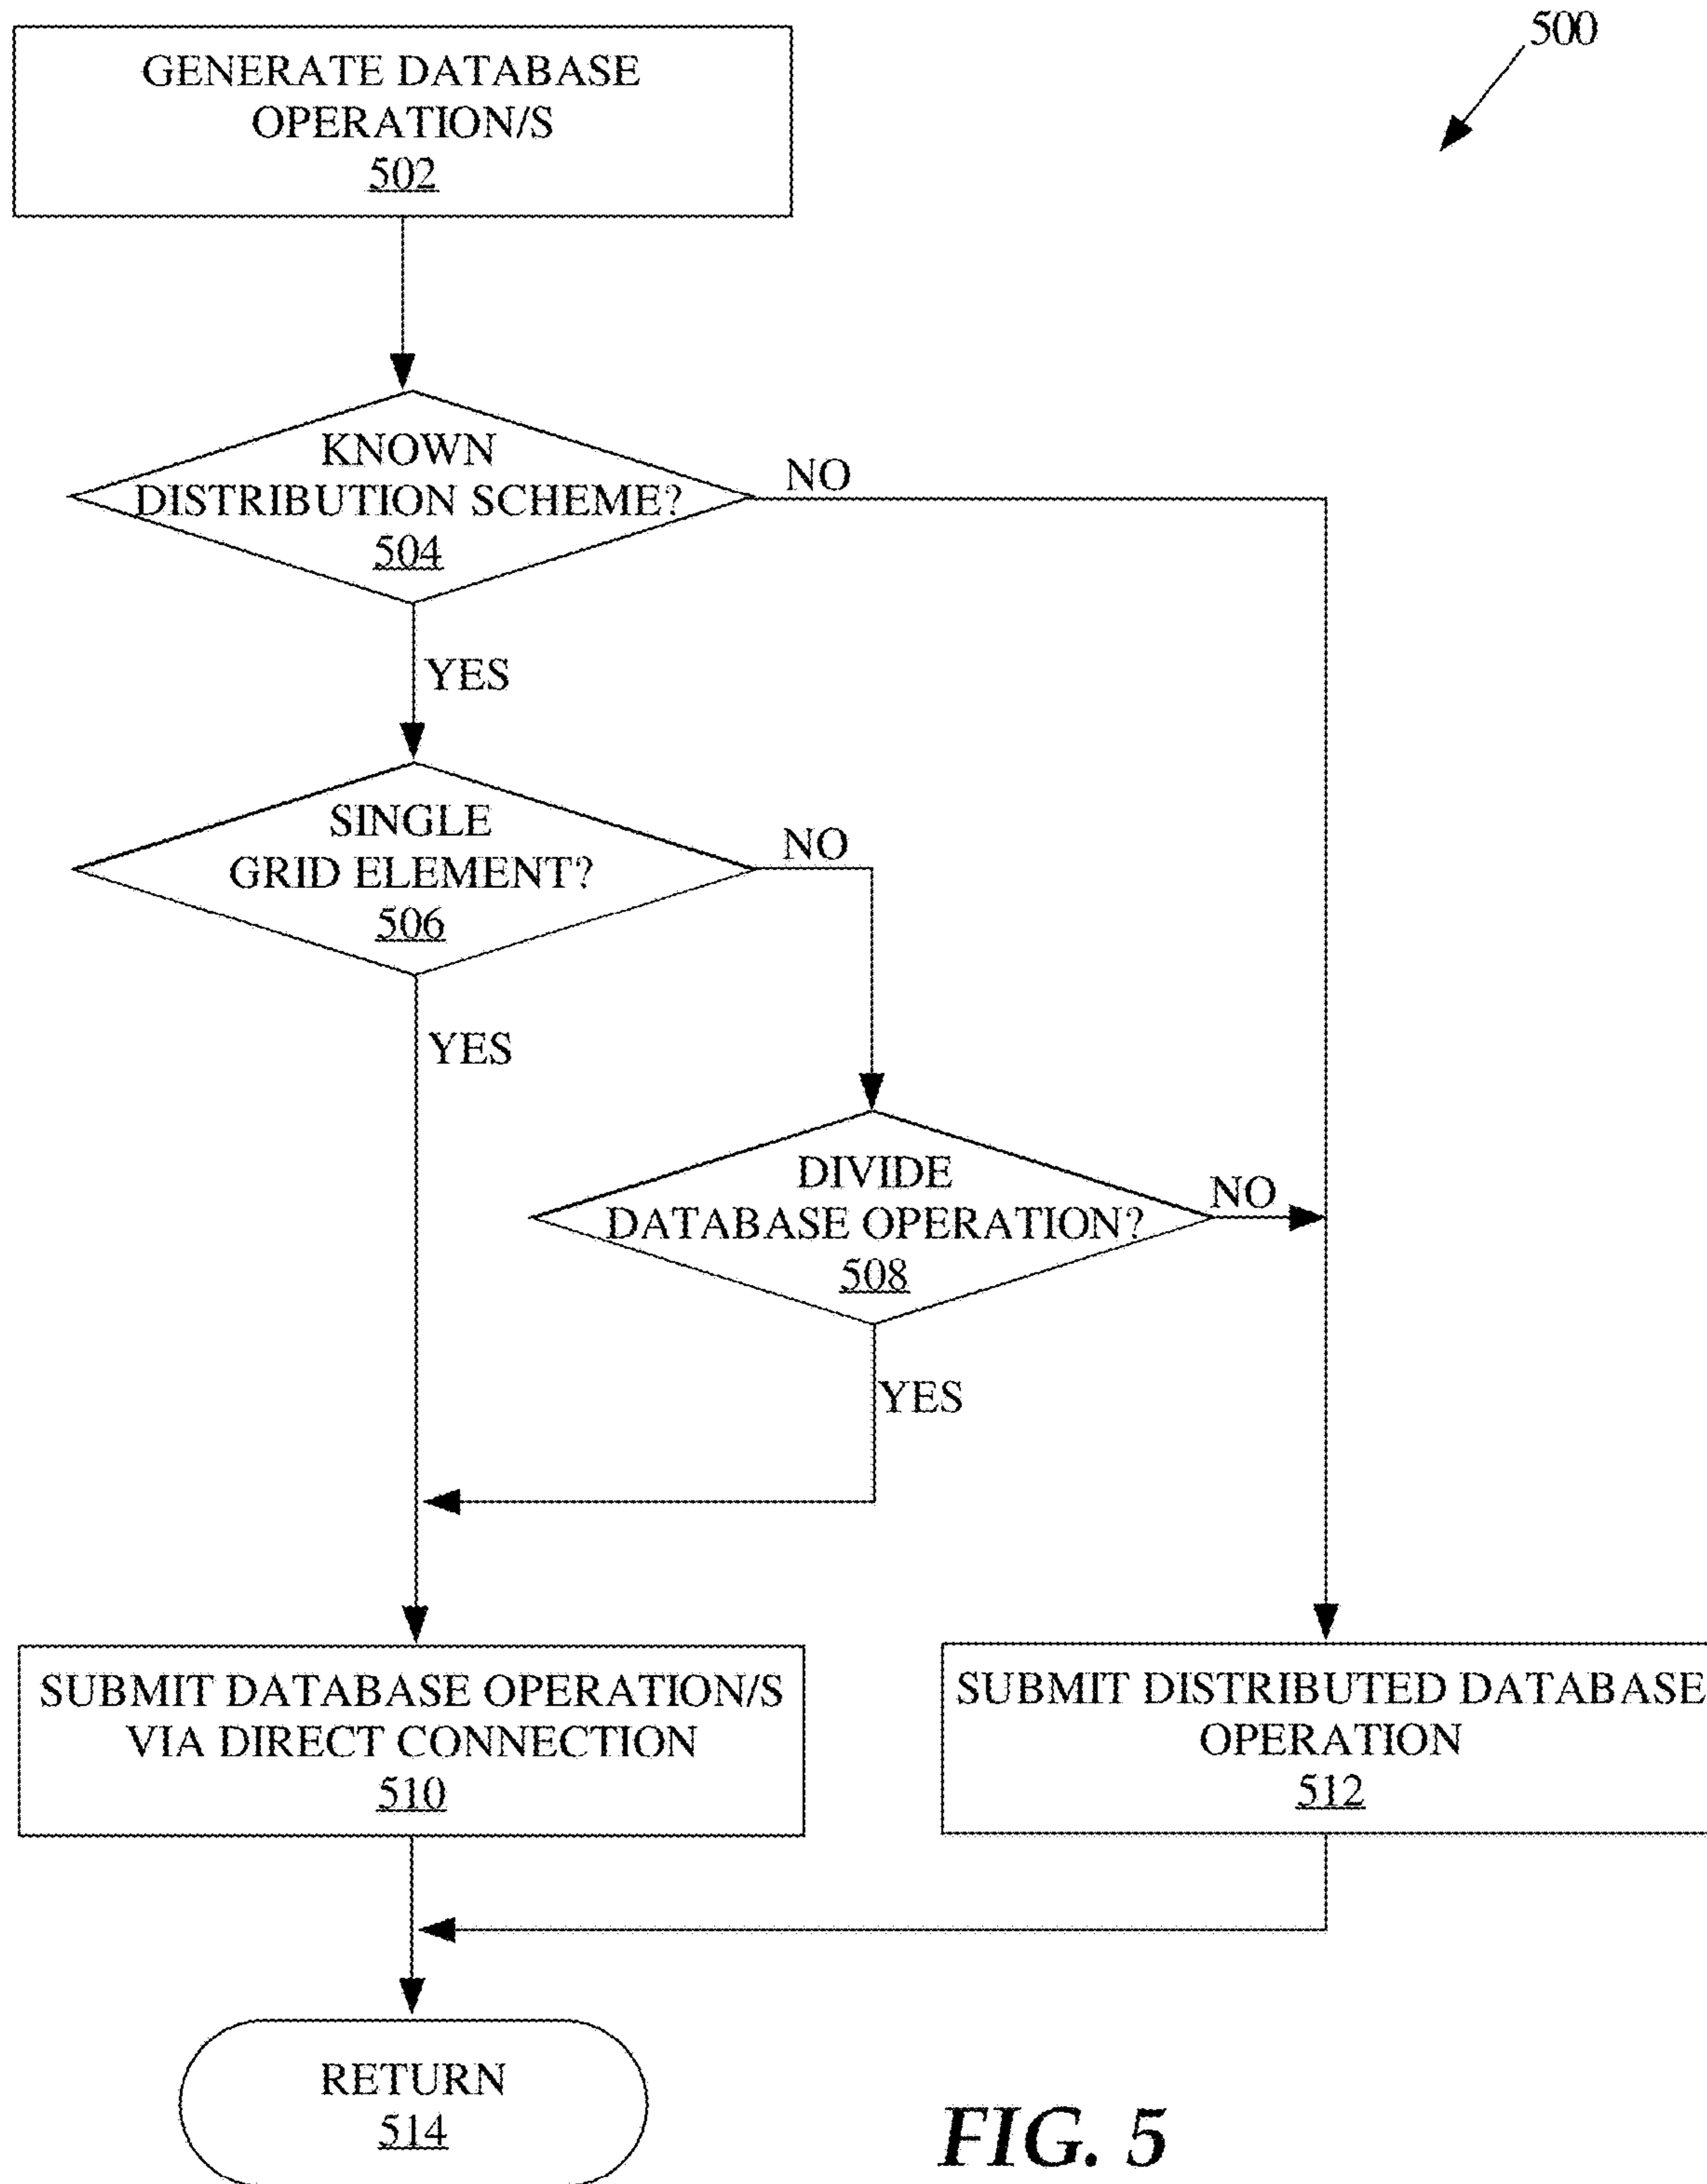 500
GENERATE DATABASE
OPERATION/S
502
KNOWN
DISTRIBUTION SCHEME?
504
NO
YES
SINGLE
GRID ELEMENT?
506
NO
YES
DIVIDE
DATABASE OPERATION?
508
NO
YES
SUBMIT DATABASE OPERATION/S
VIA DIRECT CONNECTION
510
SUBMIT DISTRIBUTED DATABASE
OPERATION
512
RETURN
514
FIG. 5